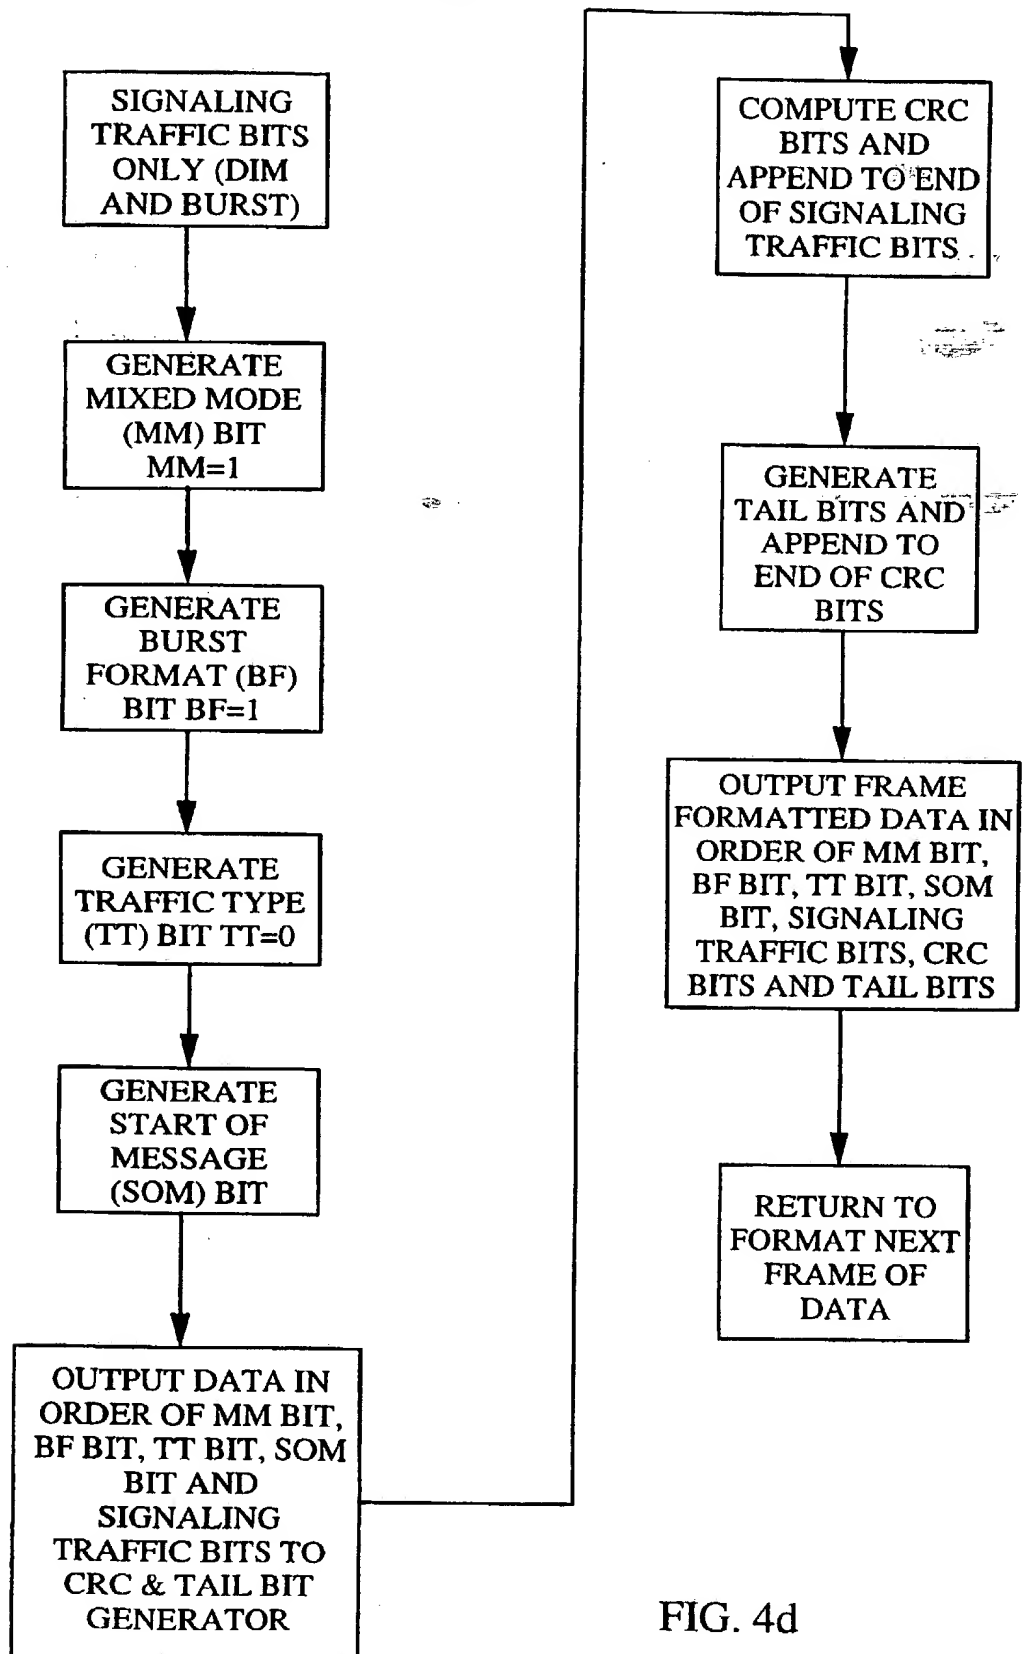 SIGNALING
TRAFFIC BITS
ONLY (DIM
AND BURST)
GENERATE
MIXED MODE
(MM) BIT
MM=1
GENERATE
BURST
FORMAT (BF)
BIT BF=1
GENERATE
TRAFFIC TYPE
(TT) BIT TT=0
GENERATE
START OF
MESSAGE
(SOM) BIT
OUTPUT DATA IN
ORDER OF MM BIT,
BF BIT, TT BIT, SOM
BIT AND
SIGNALING
TRAFFIC BITS TO
CRC & TAIL BIT
GENERATOR
COMPUTE CRC
BITS AND
APPEND TO END
OF SIGNALING
TRAFFIC BITS
GENERATE
TAIL BITS AND
APPEND TO
END OF CRC
BITS
OUTPUT FRAME
FORMATTED DATA IN
ORDER OF MM BIT,
BF BIT, TT BIT, SOM
BIT, SIGNALING
TRAFFIC BITS, CRC
BITS AND TAIL BITS
RETURN TO
FORMAT NEXT
FRAME OF
DATA
FIG. 4d